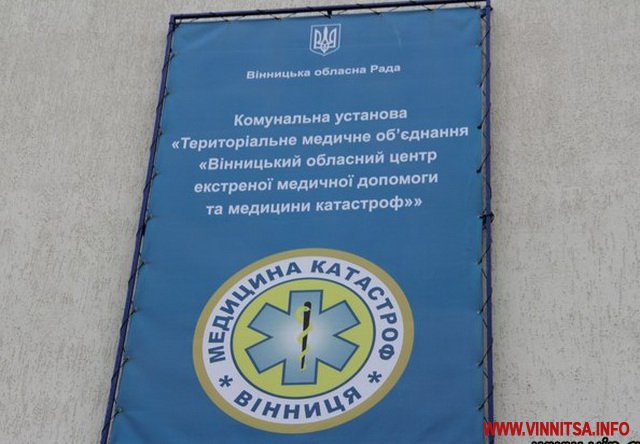 Вінницька обласна Рада
Комунальна установа
«Територіальне медичне об'єднання
«Вінницький обласний центр
екстреної медичної допомоги
та медицини катастроф»»
МЕДИЦИНА КАТАСТРОФ
* ВІННИЦЯ *
WWW.VINNITSA.INFO